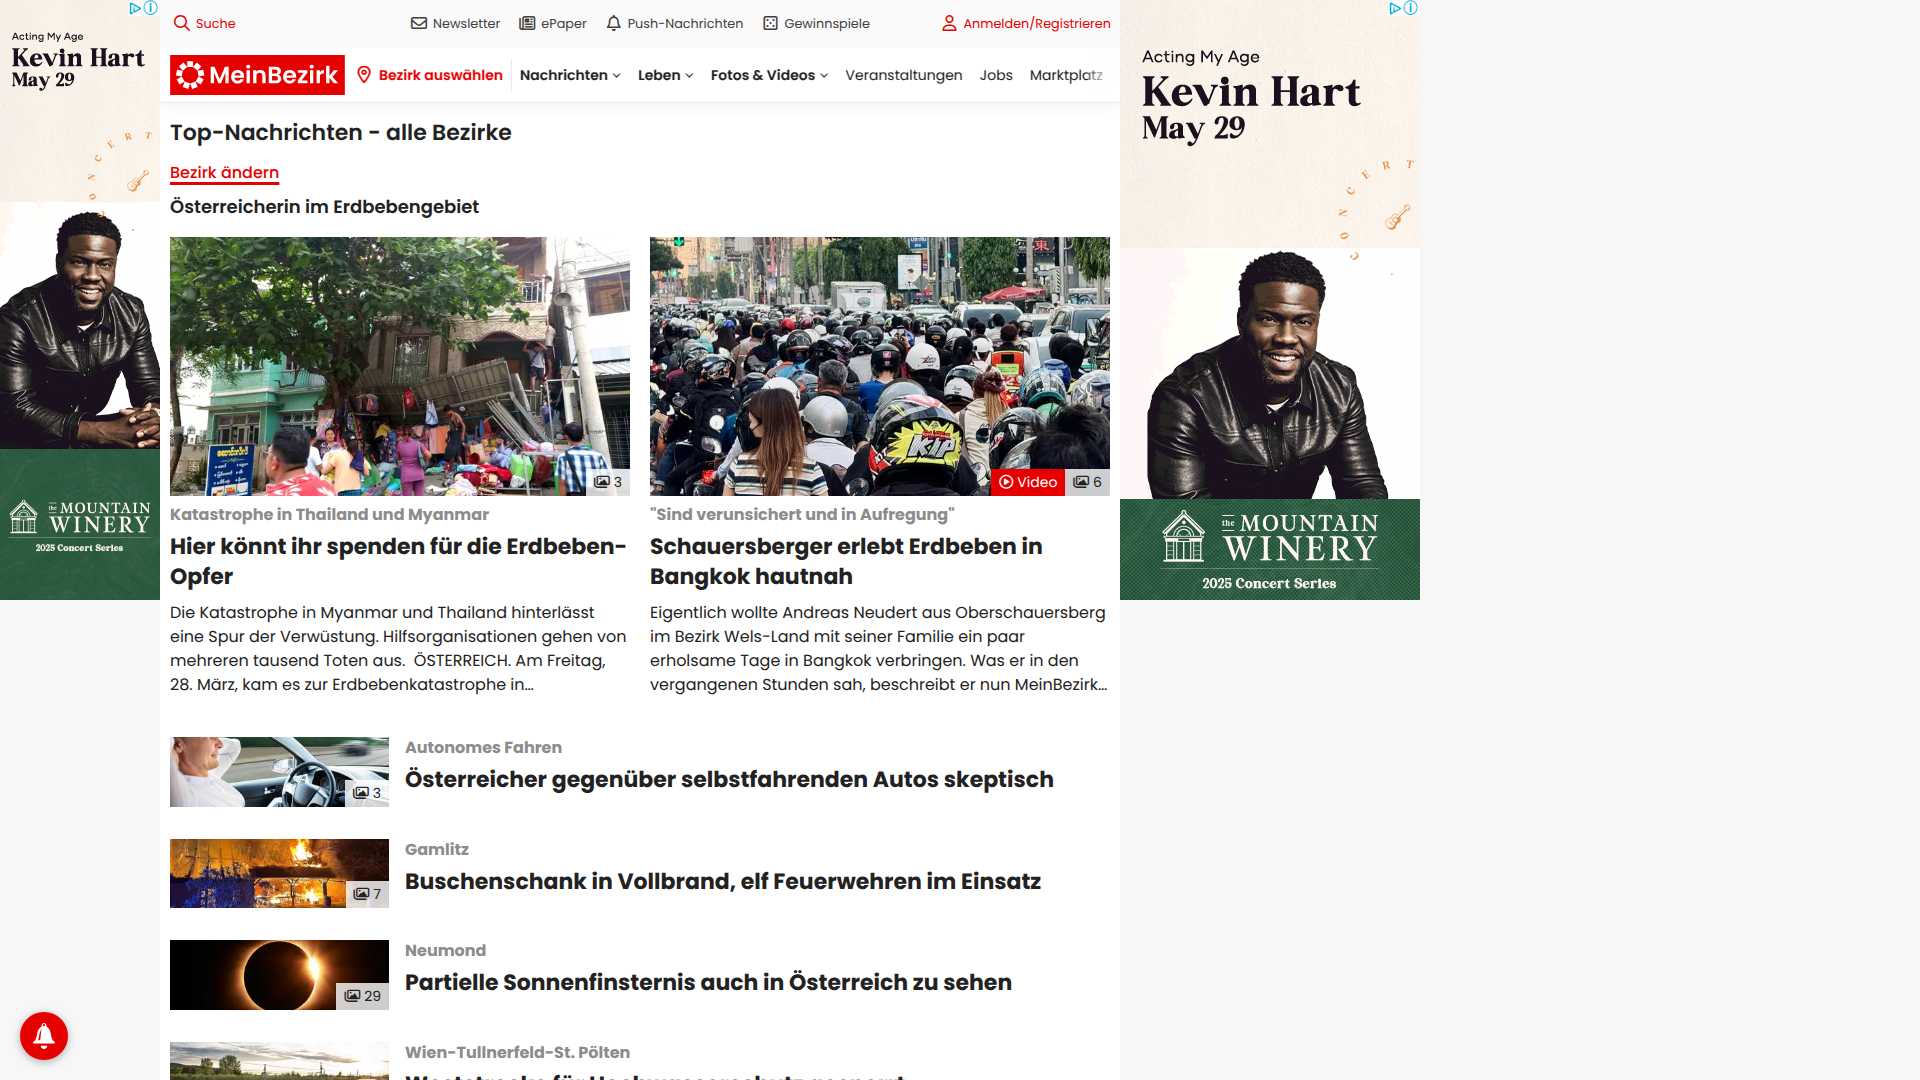 Acting My Age
Kevin Hart
May 29
CONCERT
the MOUNTAIN
WINERY
2025 Concert Series
Suche
Newsletter
ePaper
Push-Nachrichten
Gewinnspiele
Anmelden/Registrieren
MeinBezirk
Bezirk auswählen
Nachrichten
Leben
Fotos & Videos
Veranstaltungen
Jobs
Marktplatz
Top-Nachrichten - alle Bezirke
Bezirk ändern
Österreicherin im Erdbebengebiet
3
KiP
Video
6
Katastrophe in Thailand und Myanmar
Hier könnt ihr spenden für die Erdbeben-
Opfer
Die Katastrophe in Myanmar und Thailand hinterlässt
eine Spur der Verwüstung. Hilfsorganisationen gehen von
mehreren tausend Toten aus. ÖSTERREICH. Am Freitag,
28. März, kam es zur Erdbebenkatastrophe in...
"Sind verunsichert und in Aufregung"
Schauersberger erlebt Erdbeben in
Bangkok hautnah
Eigentlich wollte Andreas Neudert aus Oberschauersberg
im Bezirk Wels-Land mit seiner Familie ein paar
erholsame Tage in Bangkok verbringen. Was er in den
vergangenen Stunden sah, beschreibt er nun MeinBezirk...
3
Autonomes Fahren
Österreicher gegenüber selbstfahrenden Autos skeptisch
7
Gamlitz
Buschenschank in Vollbrand, elf Feuerwehren im Einsatz
29
Neumond
Partielle Sonnenfinsternis auch in Österreich zu sehen
Wien-Tullnerfeld-St. Pölten
Weststrecke für Hochwasserschutz gesperrt
Acting My Age
Kevin Hart
May 29
CONCERT
the MOUNTAIN
WINERY
2025 Concert Series